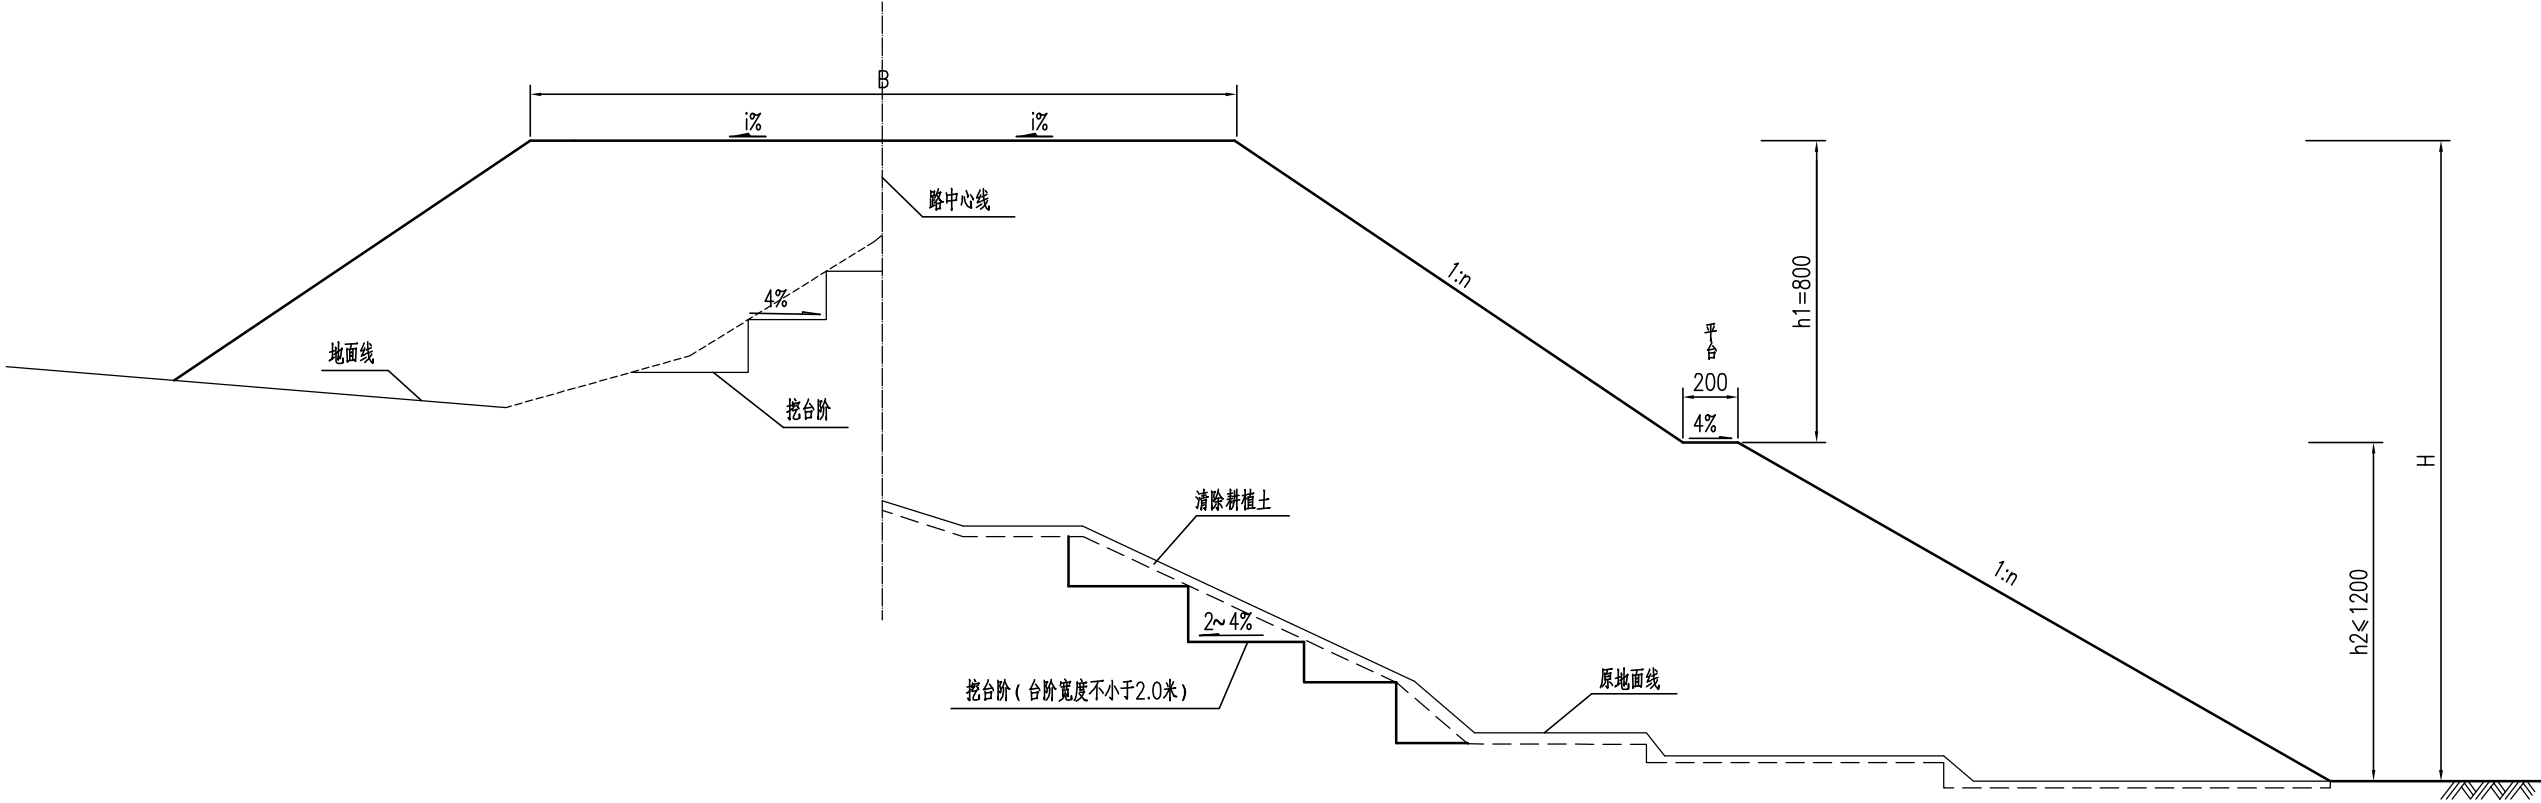 B
i%
i%
路中心线
1:n
h1=800
平台
200
4%
4%
地面线
挖台阶
H
清除耕植土
1:n
h2≤1200
2~4%
挖台阶(台阶宽度不小于2.0米)
原地面线